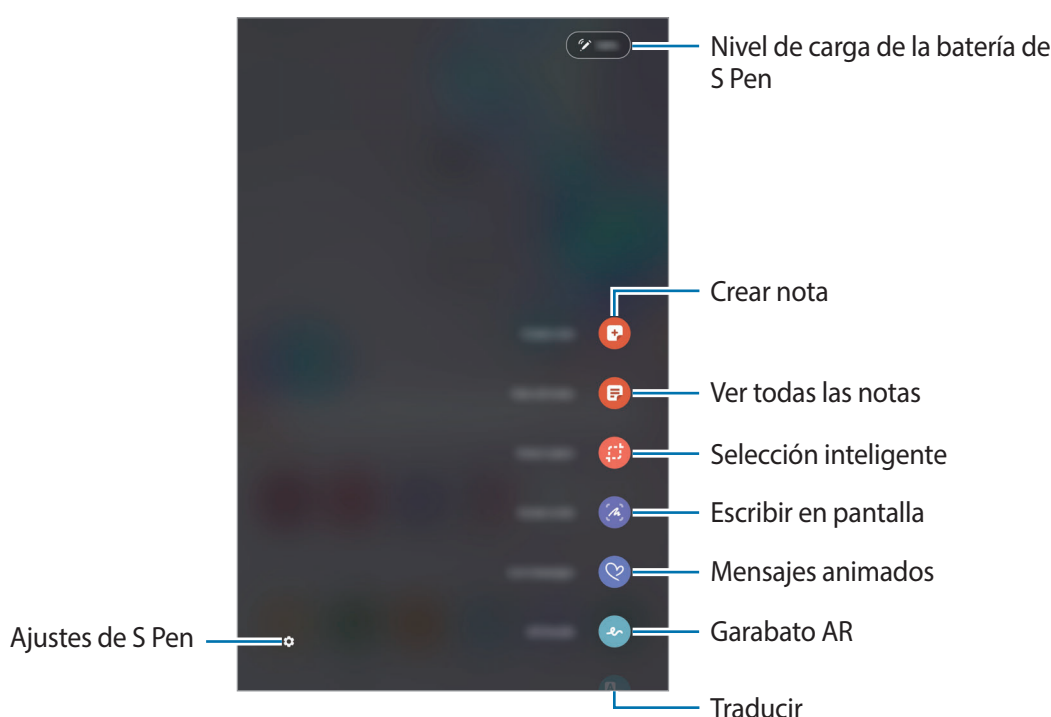 Nivel de carga de la batería de
S Pen
Crear nota
Ver todas las notas
Selección inteligente
Escribir en pantalla
Mensajes animados
Ajustes de S Pen
Garabato AR
Traducir